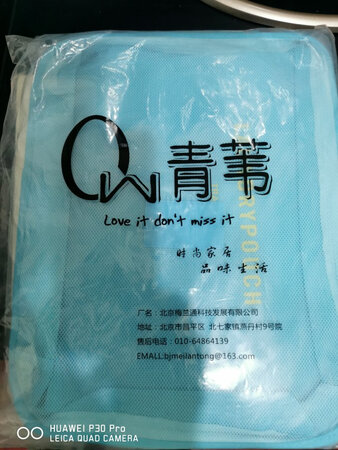 QW青苇
Love it don't miss it
时尚家居
品味生活
厂名：北京梅兰通科技发展有限公司
地址：北京市昌平区 北七家镇燕丹村9号院
售后电话：010-64864139
EMALL:bjmeilantong@163.com
HUAWEI P30 Pro
LEICA QUAD CAMERA